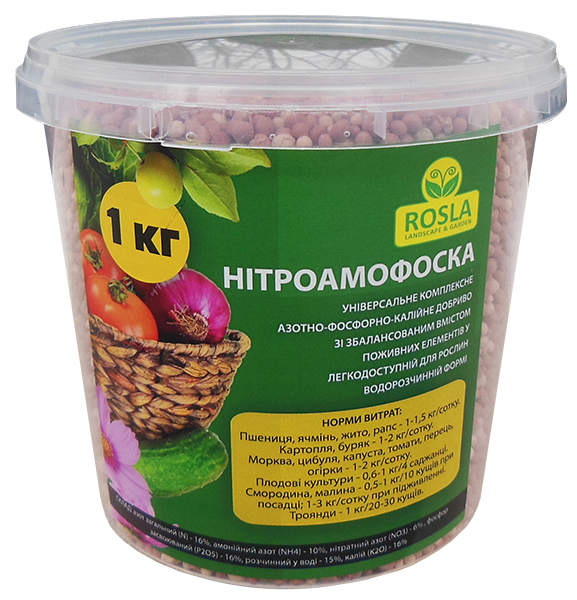 ROSLA
LANDSCAPE & GARDEN
1 КГ
НІТРОАМОФОСКА
УНІВЕРСАЛЬНЕ КОМПЛЕКСНЕ
АЗОТНО-ФОСФОРНО-КАЛІЙНЕ ДОБРИВО
ЗІ ЗБАЛАНСОВАНИМ ВМІСТОМ
ПОЖИВНИХ ЕЛЕМЕНТІВ У
ЛЕГКОДОСТУПНІЙ ДЛЯ РОСЛИН
ВОДОРОЗЧИННІЙ ФОРМІ
НОРМИ ВИТРАТ:
Пшениця, ячмінь, жито, рапс - 1-1,5 кг/сотку.
Картопля, буряк - 1-2 кг/сотку.
Морква, цибуля, капуста, томати, перець,
огірки - 1-2 кг/сотку.
Плодові культури - 0,6-1 кг/4 саджанці.
Смородина, малина - 0,5-1 кг/10 кущів при
посадці; 1-3 кг/сотку при підживленні.
Троянди - 1 кг/20-30 кущів.
СКЛАД: азот загальний (N) - 16%, амонійний азот (NH4) - 10%, нітратний азот (NO3) - 6% , фосфор
засвоюваний (P2O5) - 16%, розчинний у воді - 15%, калій (K2O) - 16%